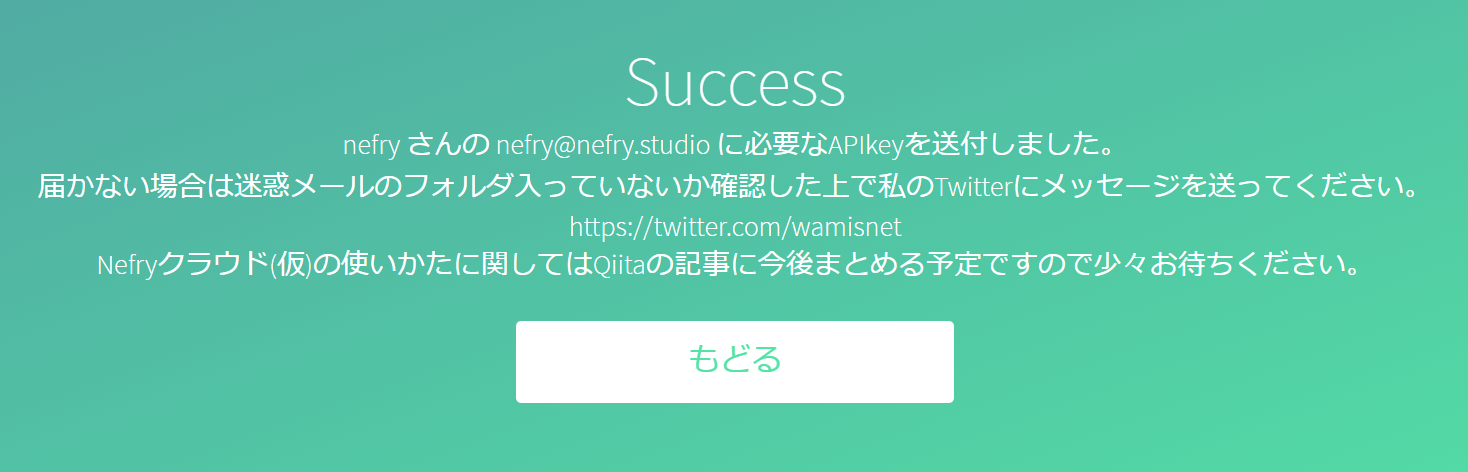 Success
nefry さんの nefry@nefry.studio に必要なAPIkeyを送付しました。
届かない場合は迷惑メールのフォルダ入っていないか確認した上で私のTwitterにメッセージを送ってください。
https://twitter.com/wamisnet
Nefryクラウド(仮)の使いかたに関してはQiitaの記事に今後まとめる予定ですので少々お待ちください。
もどる